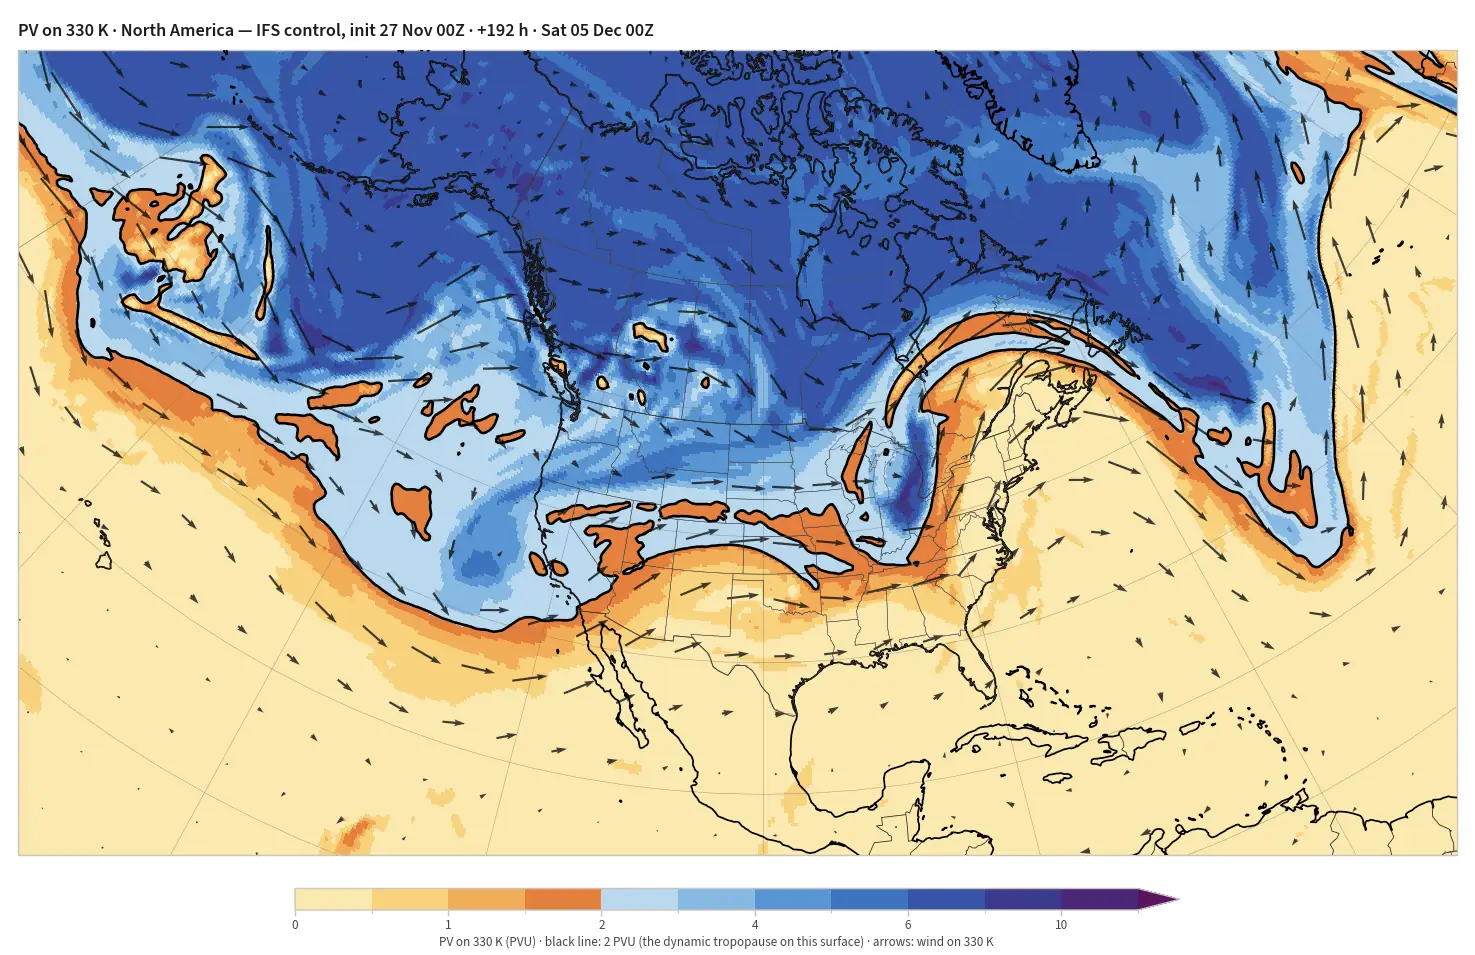 PV on 330 K · North America — IFS control, init 27 Nov 00Z · +192 h · Sat 05 Dec 00Z
0 1 2 4 6 10
PV on 330 K (PVU) · black line: 2 PVU (the dynamic tropopause on this surface) · arrows: wind on 330 K